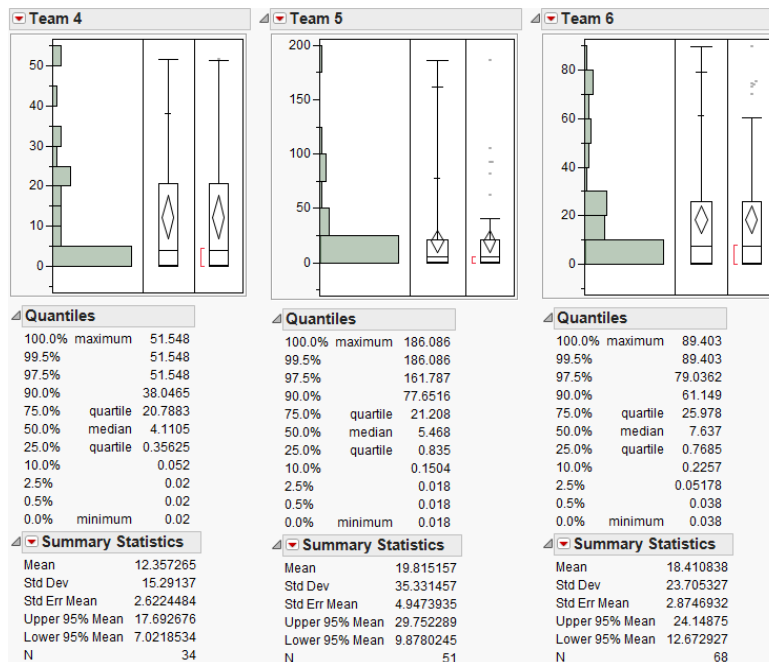 Team 4
50
40
30
20
10
0
Quantiles
100.0% maximum 51.548
99.5% 51.548
97.5% 51.548
90.0% 38.0465
75.0% quartile 20.7883
50.0% median 4.1105
25.0% quartile 0.35625
10.0% 0.052
2.5% 0.02
0.5% 0.02
0.0% minimum 0.02
Summary Statistics
Mean 12.357265
Std Dev 15.29137
Std Err Mean 2.6224484
Upper 95% Mean 17.692676
Lower 95% Mean 7.0218534
N 34
Team 5
200
150
100
50
0
Quantiles
100.0% maximum 186.086
99.5% 186.086
97.5% 161.787
90.0% 77.6516
75.0% quartile 21.208
50.0% median 5.468
25.0% quartile 0.835
10.0% 0.1504
2.5% 0.018
0.5% 0.018
0.0% minimum 0.018
Summary Statistics
Mean 19.815157
Std Dev 35.331457
Std Err Mean 4.9473935
Upper 95% Mean 29.752289
Lower 95% Mean 9.8780245
N 51
Team 6
80
60
40
20
0
Quantiles
100.0% maximum 89.403
99.5% 89.403
97.5% 79.0362
90.0% 61.149
75.0% quartile 25.978
50.0% median 7.637
25.0% quartile 0.7685
10.0% 0.2257
2.5% 0.05178
0.5% 0.038
0.0% minimum 0.038
Summary Statistics
Mean 18.410838
Std Dev 23.705327
Std Err Mean 2.8746932
Upper 95% Mean 24.14875
Lower 95% Mean 12.672927
N 68